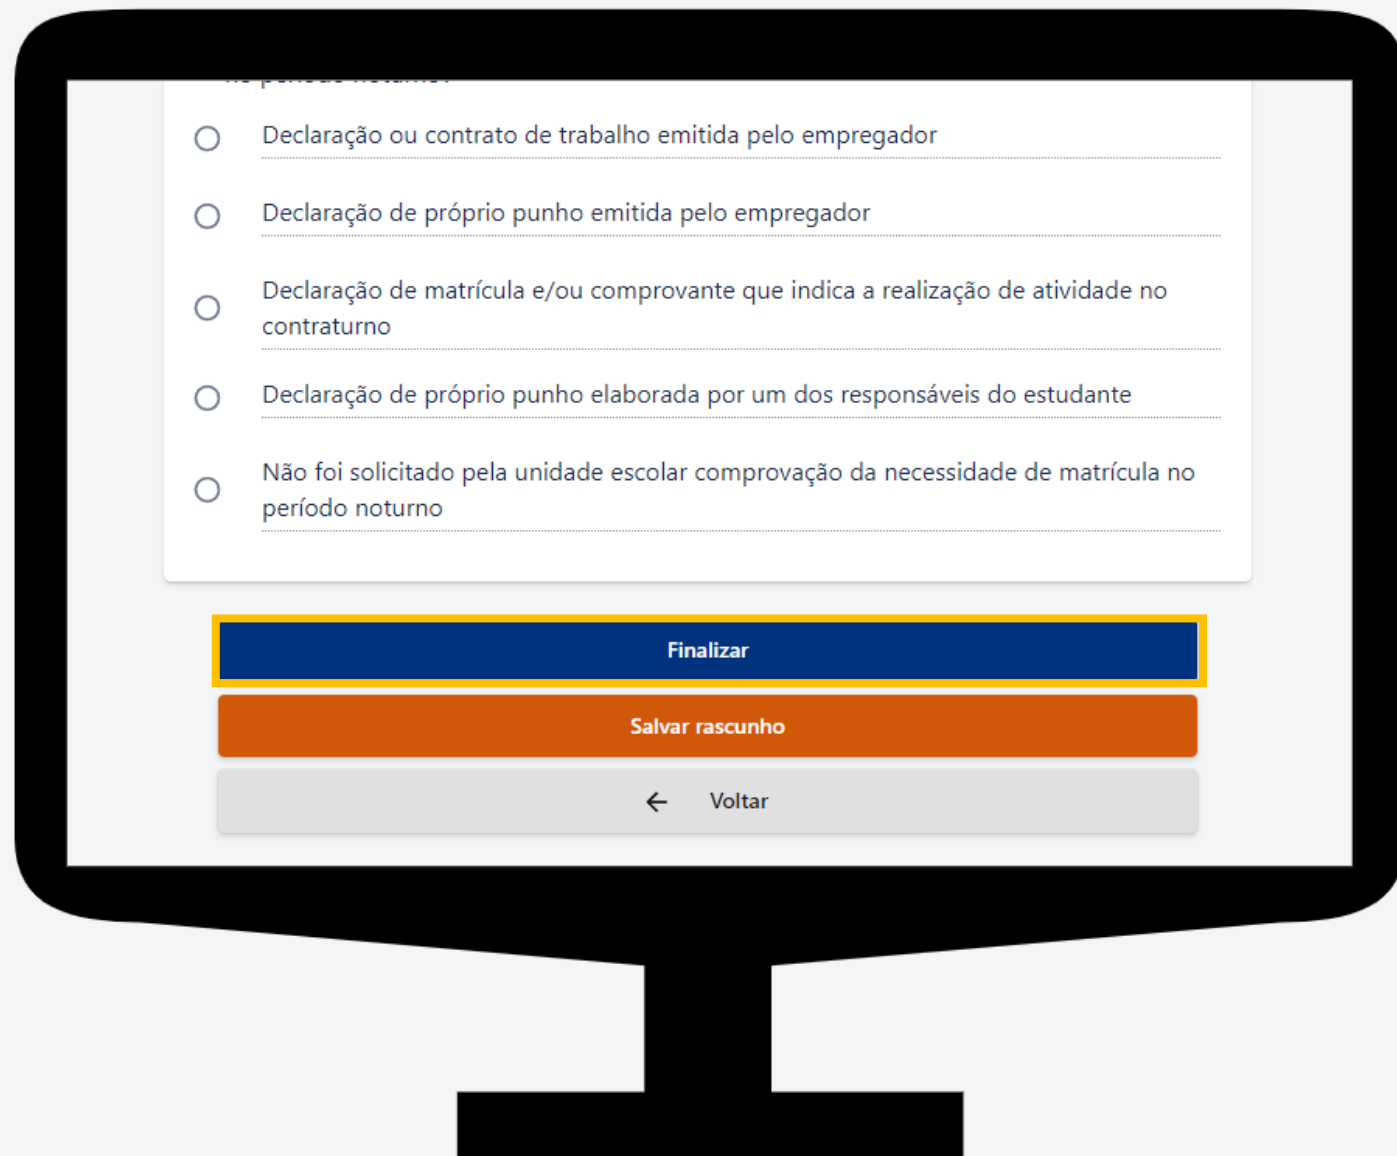 Declaração ou contrato de trabalho emitida pelo empregador
Declaração de próprio punho emitida pelo empregador
Declaração de matrícula e/ou comprovante que indica a realização de atividade no
contraturno
Declaração de próprio punho elaborada por um dos responsáveis do estudante
Não foi solicitado pela unidade escolar comprovação da necessidade de matrícula no
período noturno
Finalizar
Salvar rascunho
Voltar